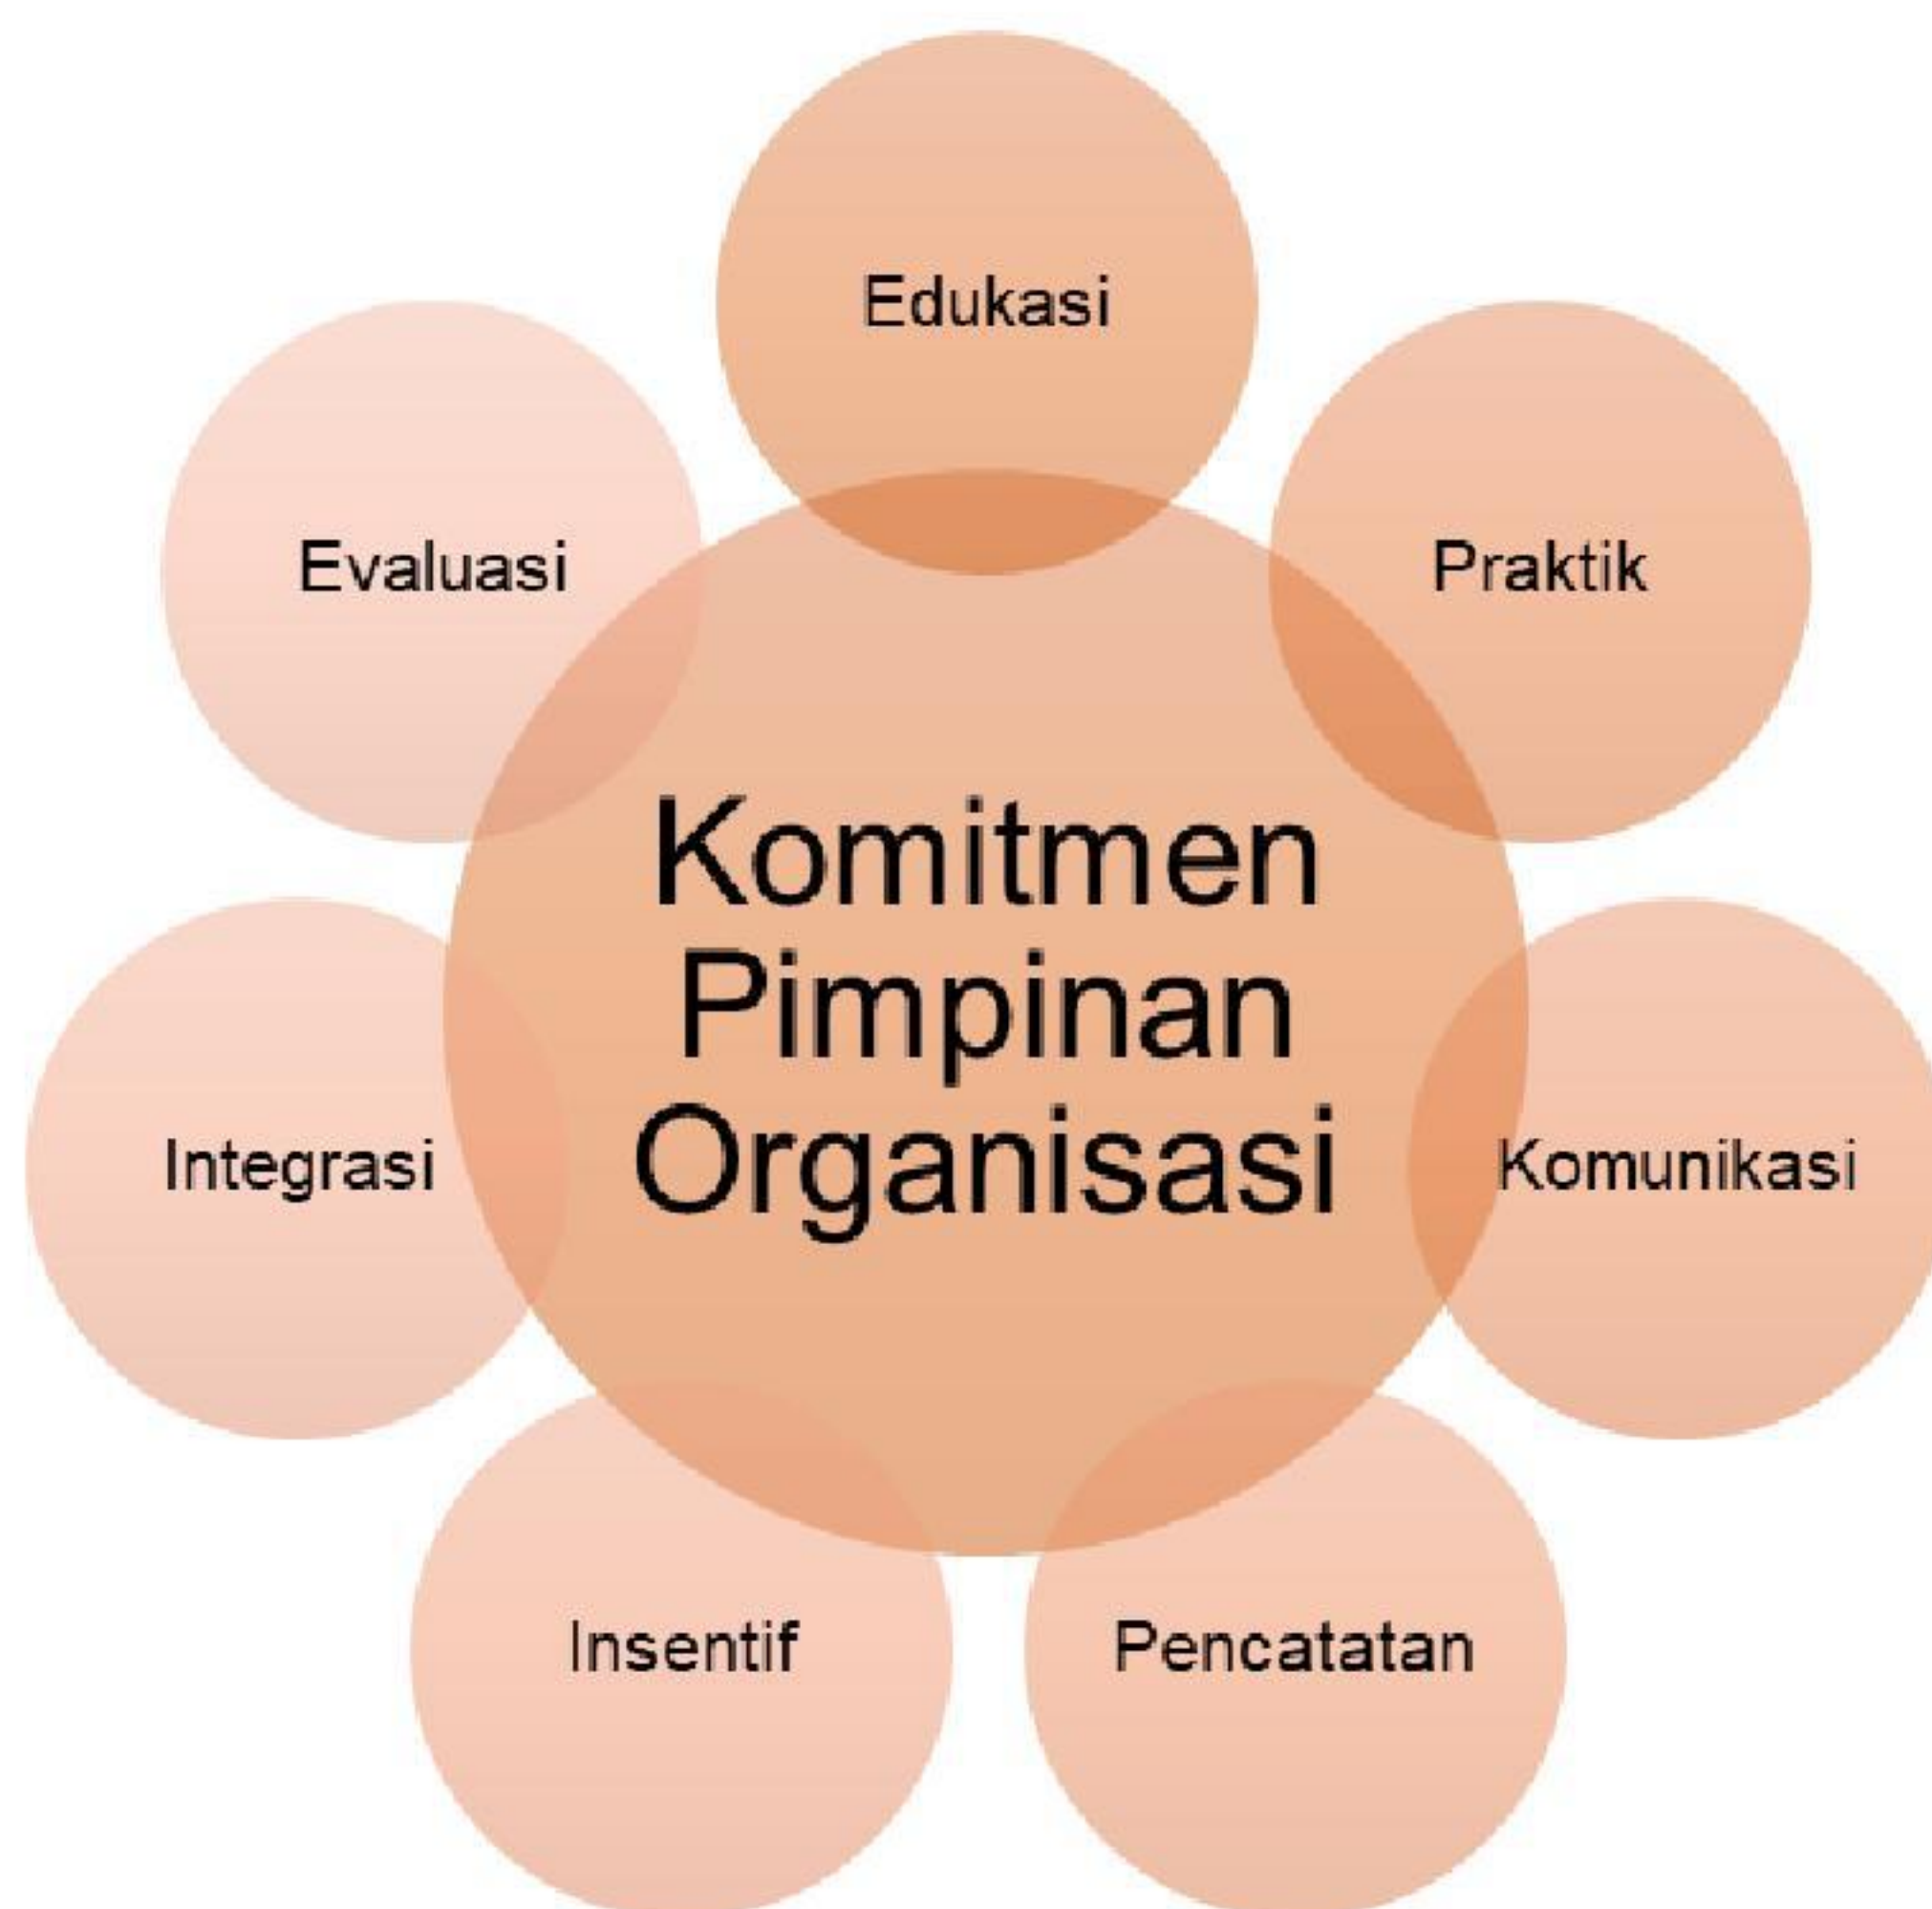 Edukasi
Praktik
Komunikasi
Pencatatan
Insentif
Integrasi
Evaluasi
Komitmen
Pimpinan
Organisasi